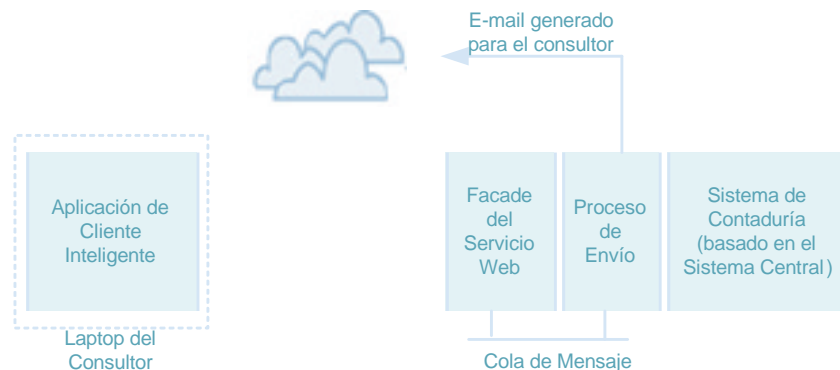 E-mail generado
para el consultor
Aplicación de
Cliente
Inteligente
Facade
del
Servicio
Web
Proceso
de
Envío
Sistema de
Contaduría
(basado en el
Sistema Central)
Laptop del
Consultor
Cola de Mensaje